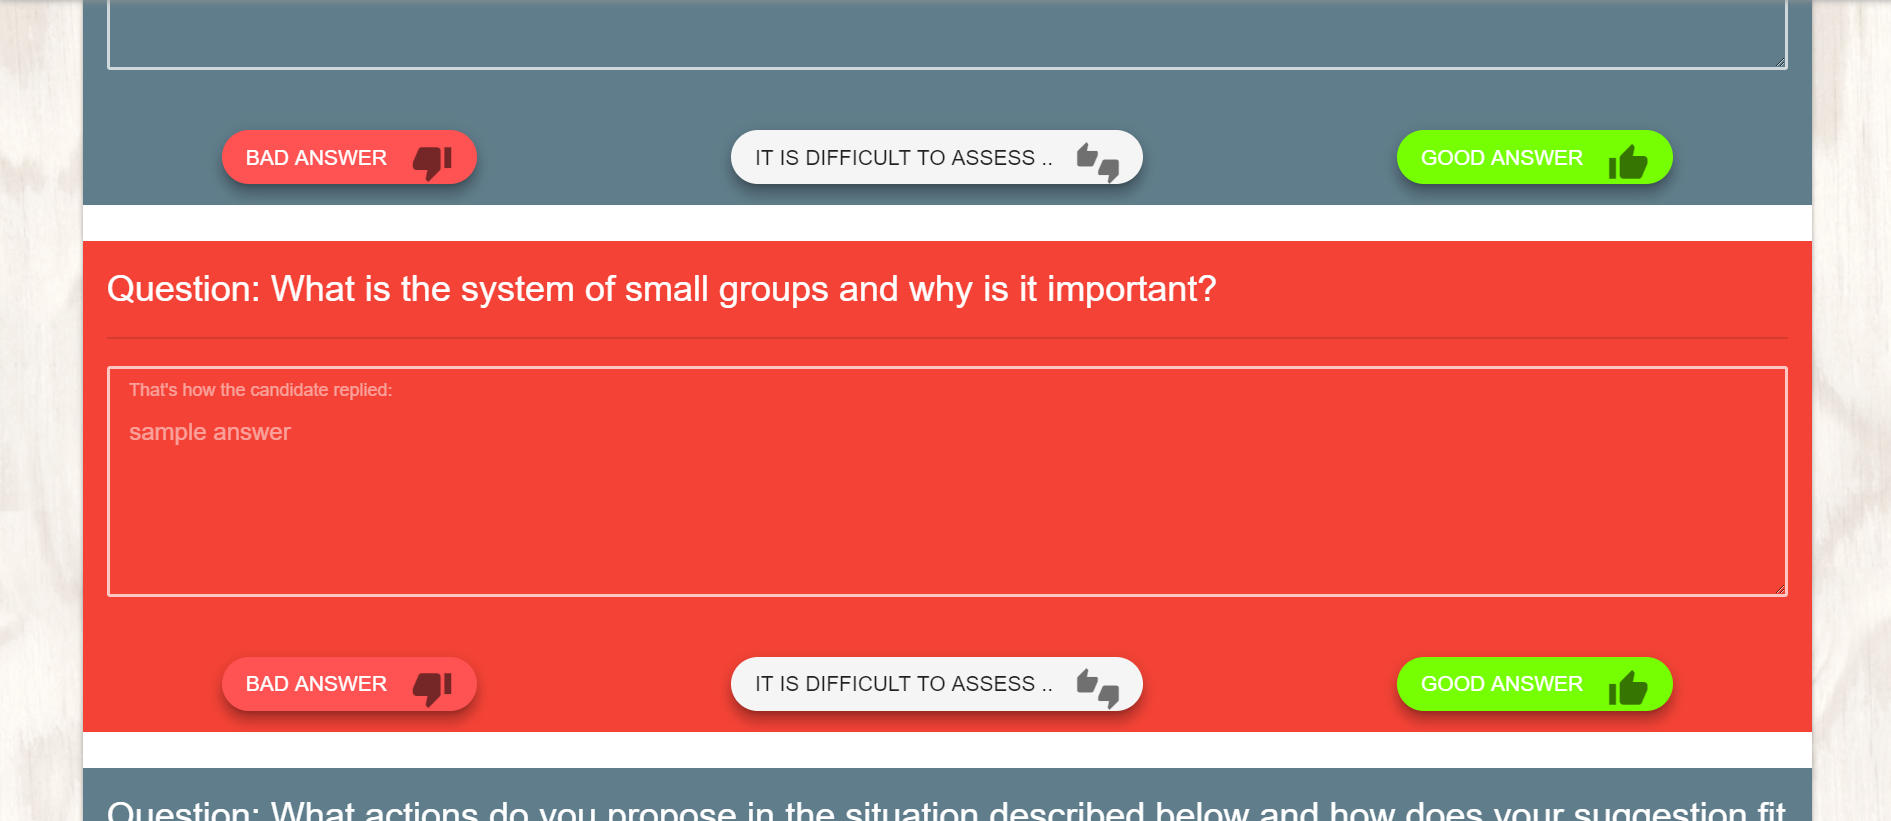 BAD ANSWER
IT IS DIFFICULT TO ASSESS ..
GOOD ANSWER
Question: What is the system of small groups and why is it important?
That's how the candidate replied:
sample answer
BAD ANSWER
IT IS DIFFICULT TO ASSESS ..
GOOD ANSWER
Question: What actions do you propose in the situation described below and how does your suggestion fit